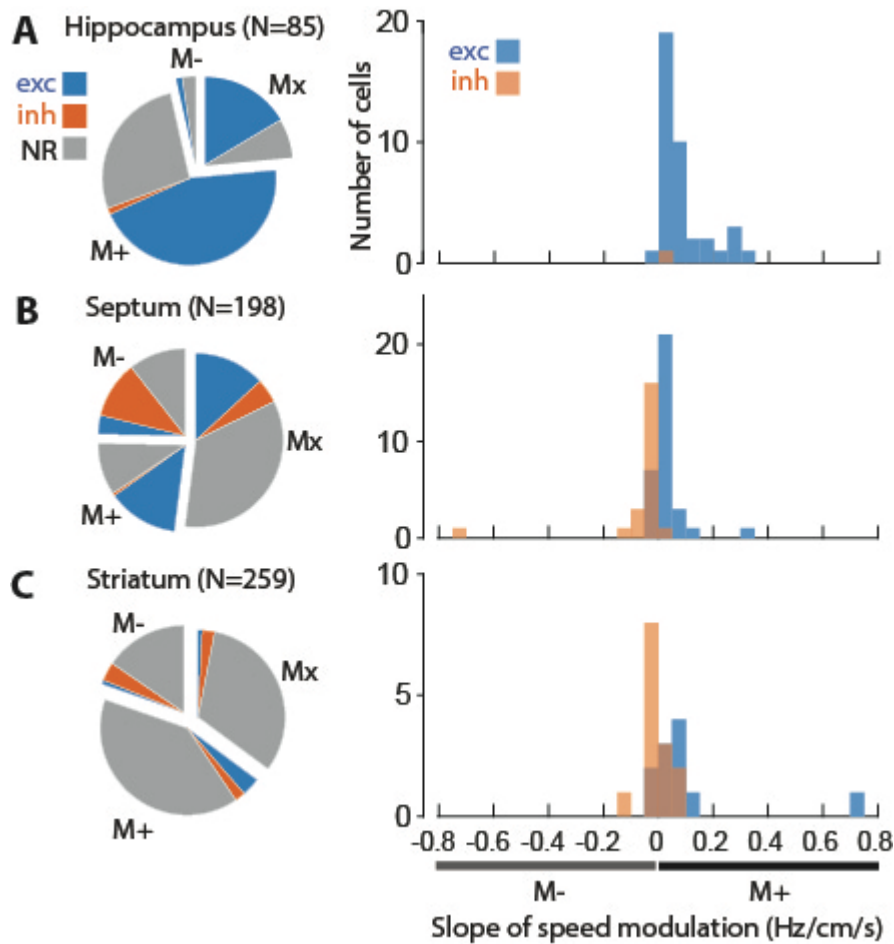 A Hippocampus (N=85)
M-
Mx
exc
inh
NR
M+
Number of cells
20
10
0
exc
inh
B Septum (N=198)
M-
Mx
M+
20
10
0
C Striatum (N=259)
M-
Mx
M+
10
5
0
-0.8 -0.6 -0.4 -0.2 0 0.2 0.4 0.6 0.8
M- M+
Slope of speed modulation (Hz/cm/s)